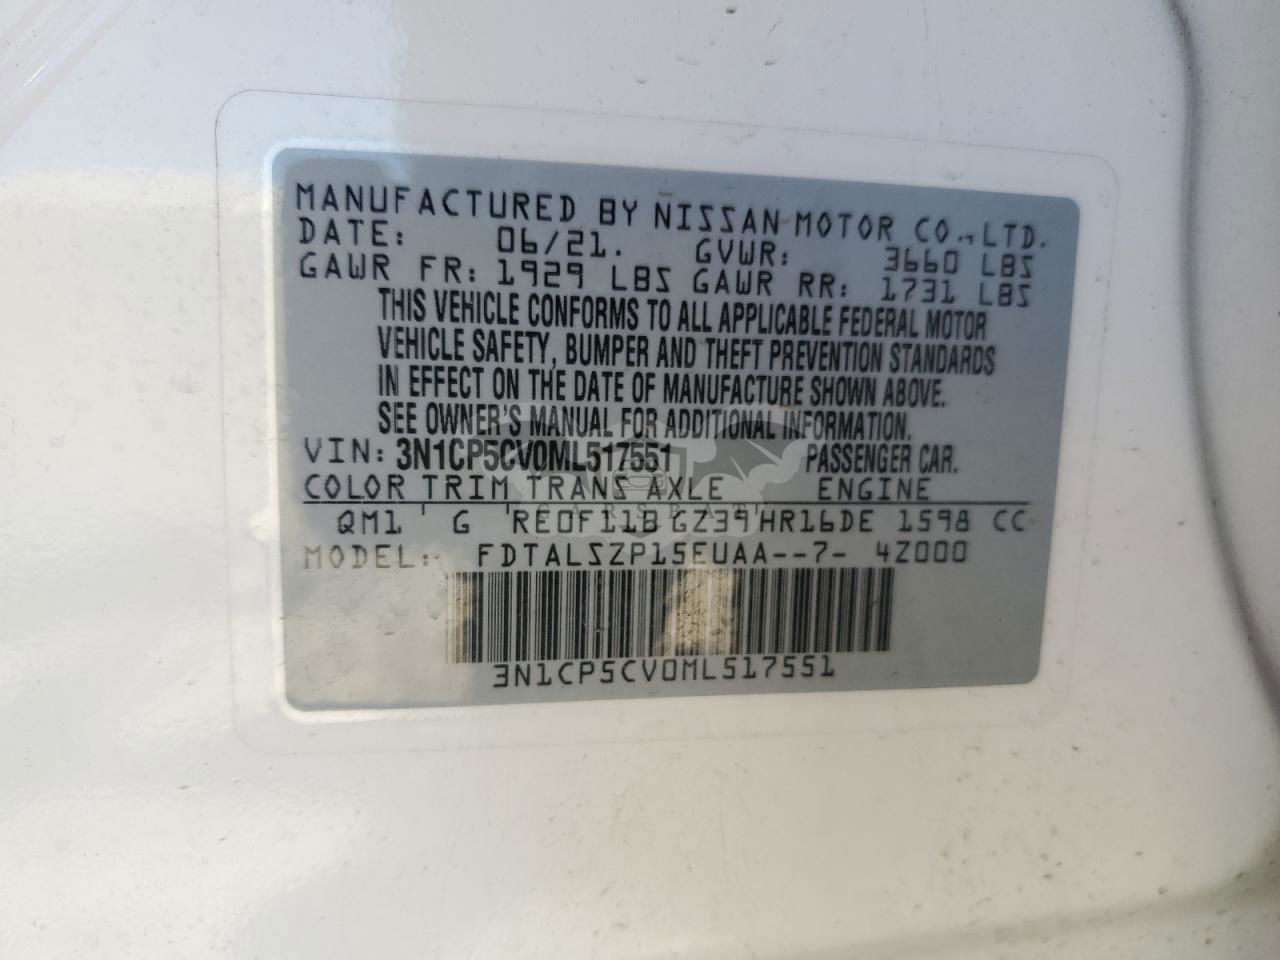 MANUFACTURED BY NISSAN MOTOR CO., LTD.
DATE: 06/21. GVWR: 3660 LBS
GAWR FR: 1929 LBS GAWR RR: 1731 LBS
THIS VEHICLE CONFORMS TO ALL APPLICABLE FEDERAL MOTOR
VEHICLE SAFETY, BUMPER AND THEFT PREVENTION STANDARDS
IN EFFECT ON THE DATE OF MANUFACTURE SHOWN ABOVE.
SEE OWNER'S MANUAL FOR ADDITIONAL INFORMATION.
VIN: 3N1CP5CV0ML517551 PASSENGER CAR.
COLOR TRIM TRANS AXLE ENGINE
QM1 G RE0F11B GZ39 HR16DE 1598 CC
MODEL: FDTALSZP15EUAA--7- 4Z000
3N1CP5CV0ML517551
CARSBAT